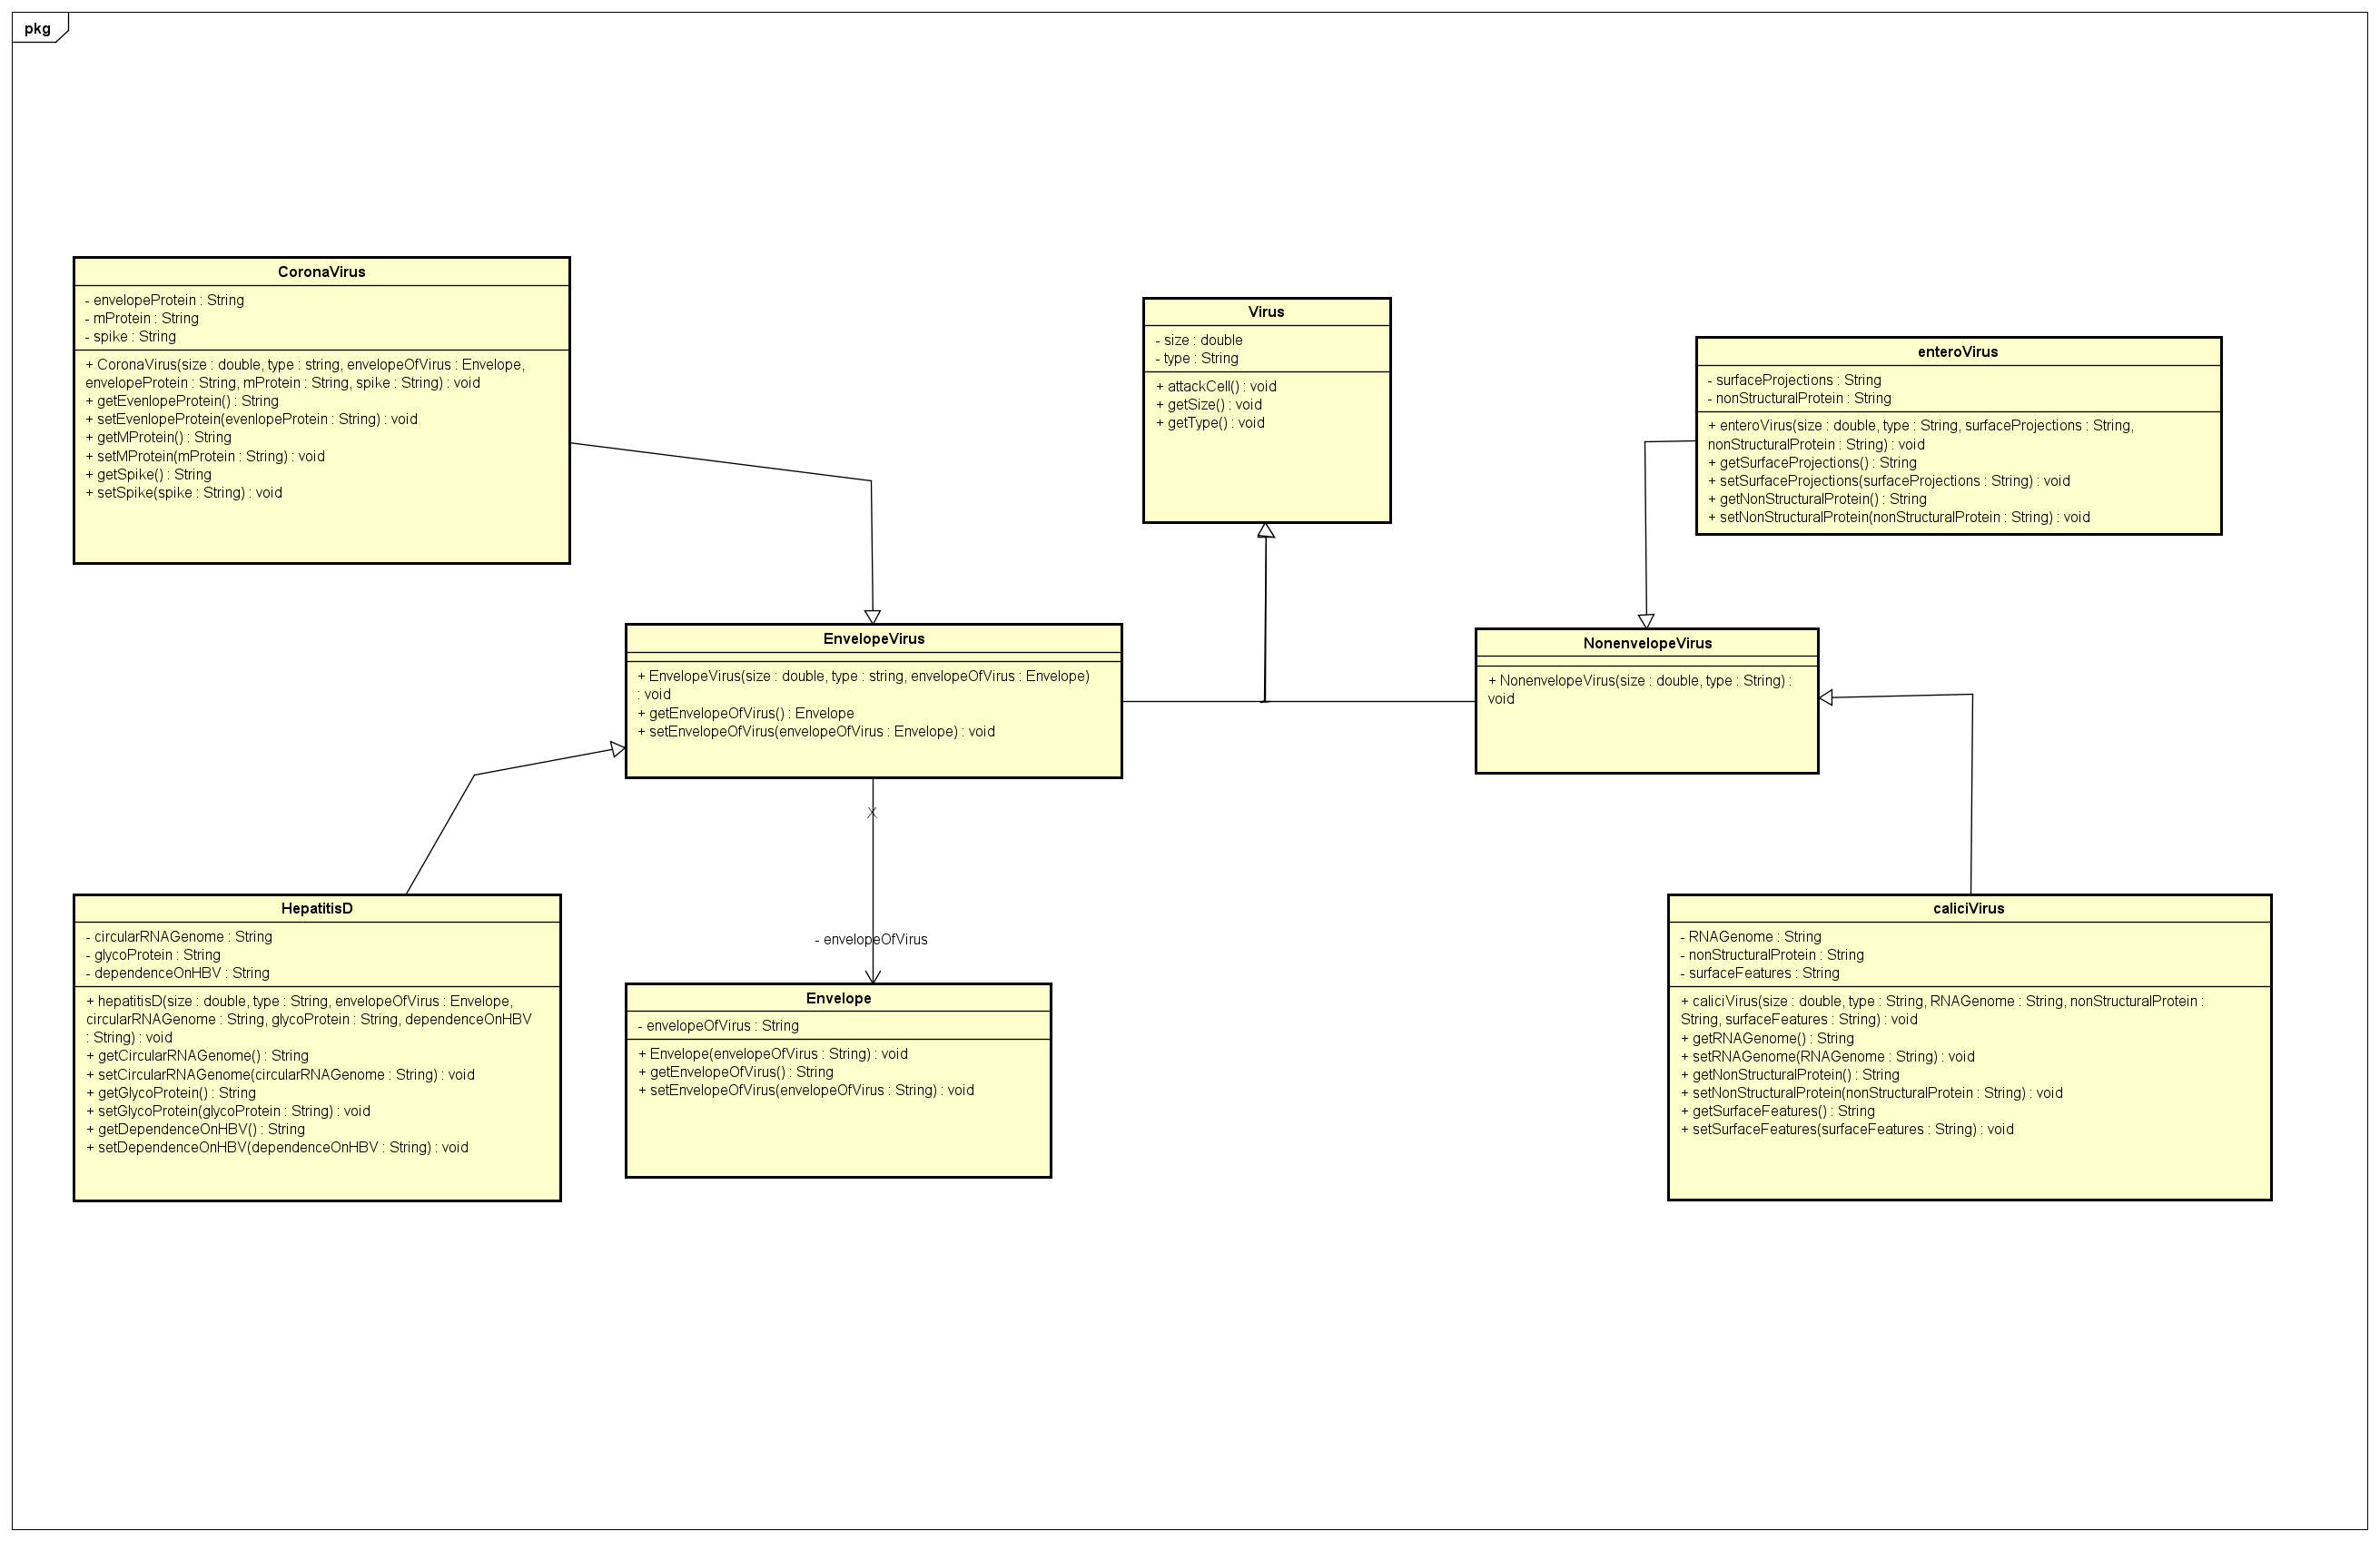 pkg
CoronaVirus
- envelopeProtein : String
- mProtein : String
- spike : String
+ CoronaVirus(size : double, type : string, envelopeOfVirus : Envelope,
envelopeProtein : String, mProtein : String, spike : String) : void
+ getEvenlopeProtein() : String
+ setEvenlopeProtein(evenlopeProtein : String) : void
+ getMProtein() : String
+ setMProtein(mProtein : String) : void
+ getSpike() : String
+ setSpike(spike : String) : void
Virus
- size : double
- type : String
+ attackCell() : void
+ getSize() : void
+ getType() : void
enteroVirus
- surfaceProjections : String
- nonStructuralProtein : String
+ enteroVirus(size : double, type : String, surfaceProjections : String,
nonStructuralProtein : String) : void
+ getSurfaceProjections() : String
+ setSurfaceProjections(surfaceProjections : String) : void
+ getNonStructuralProtein() : String
+ setNonStructuralProtein(nonStructuralProtein : String) : void
EnvelopeVirus
+ EnvelopeVirus(size : double, type : string, envelopeOfVirus : Envelope)
: void
+ getEnvelopeOfVirus() : Envelope
+ setEnvelopeOfVirus(envelopeOfVirus : Envelope) : void
NonenvelopeVirus
+ NonenvelopeVirus(size : double, type : String) :
void
- envelopeOfVirus
HepatitisD
- circularRNAGenome : String
- glycoProtein : String
- dependenceOnHBV : String
+ hepatitisD(size : double, type : String, envelopeOfVirus : Envelope,
circularRNAGenome : String, glycoProtein : String, dependenceOnHBV
: String) : void
+ getCircularRNAGenome() : String
+ setCircularRNAGenome(circularRNAGenome : String) : void
+ getGlycoProtein() : String
+ setGlycoProtein(glycoProtein : String) : void
+ getDependenceOnHBV() : String
+ setDependenceOnHBV(dependenceOnHBV : String) : void
Envelope
- envelopeOfVirus : String
+ Envelope(envelopeOfVirus : String) : void
+ getEnvelopeOfVirus() : String
+ setEnvelopeOfVirus(envelopeOfVirus : String) : void
caliciVirus
- RNAGenome : String
- nonStructuralProtein : String
- surfaceFeatures : String
+ caliciVirus(size : double, type : String, RNAGenome : String, nonStructuralProtein :
String, surfaceFeatures : String) : void
+ getRNAGenome() : String
+ setRNAGenome(RNAGenome : String) : void
+ getNonStructuralProtein() : String
+ setNonStructuralProtein(nonStructuralProtein : String) : void
+ getSurfaceFeatures() : String
+ setSurfaceFeatures(surfaceFeatures : String) : void